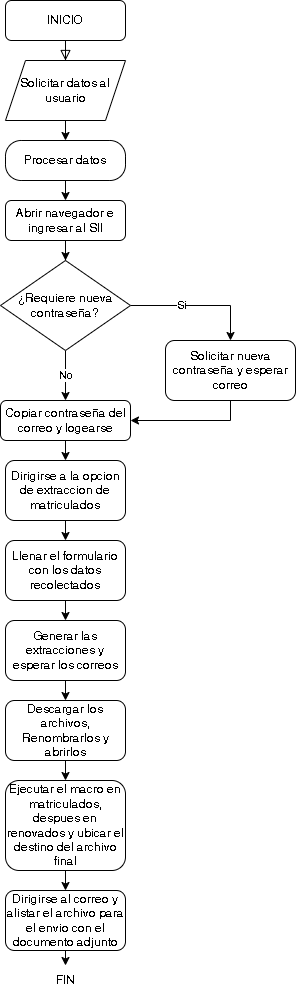 INICIO
Solicitar datos al
usuario
Procesar datos
Abrir navegador e
ingresar al SII
¿Requiere nueva
contraseña?
Si
Solicitar nueva
contraseña y esperar
correo
No
Copiar contraseña del
correo y logearse
Dirigirse a la opcion
de extraccion de
matriculados
Llenar el formulario
con los datos
recolectados
Generar las
extracciones y
esperar los correos
Descargar los
archivos,
Renombrarlos y
abrirlos
Ejecutar el macro en
matriculados,
despues en
renovados y ubicar el
destino del archivo
final
Dirigirse al correo y
alistar el archivo para
el envio con el
documento adjunto
FIN